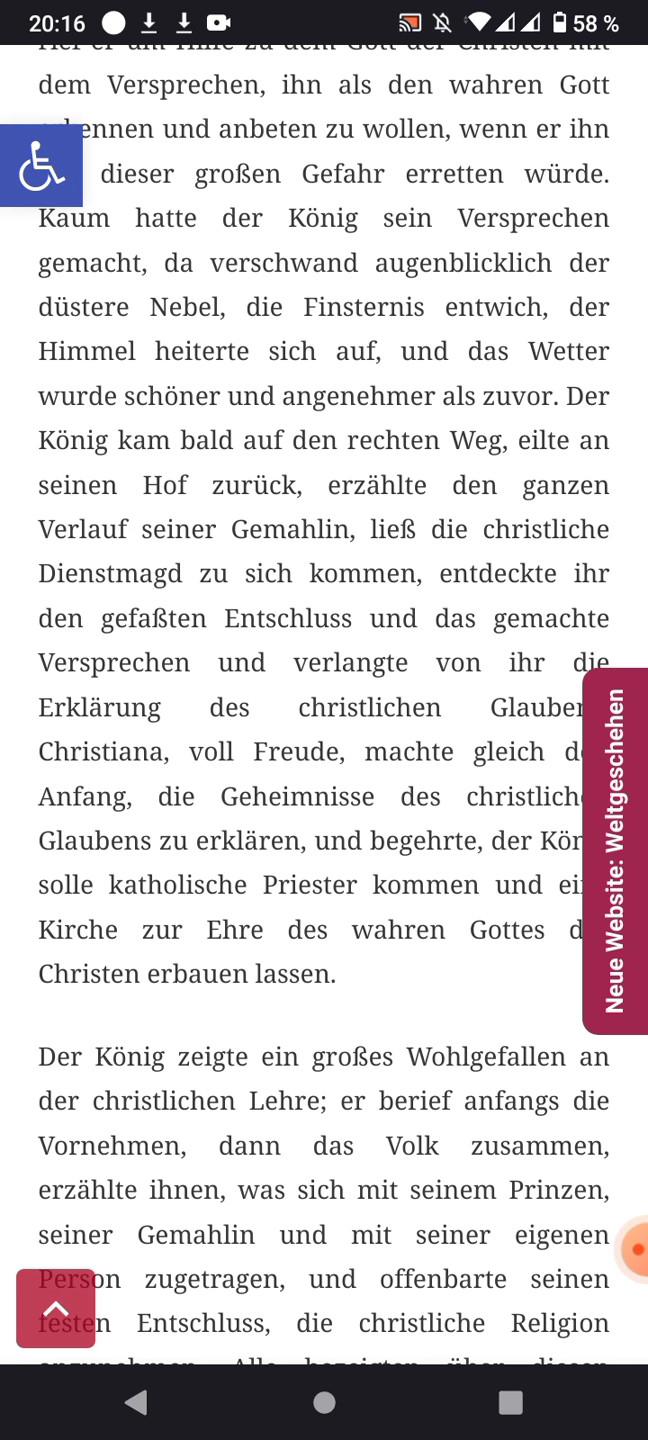 20:16
58 %
dem Versprechen, ihn als den wahren Gott
und anbeten zu wollen, wenn er ihn
dieser großen Gefahr erretten würde.
Kaum hatte der König sein Versprechen
gemacht, da verschwand augenblicklich der
düstere Nebel, die Finsternis entwich, der
Himmel heiterte sich auf, und das Wetter
wurde schöner und angenehmer als zuvor. Der
König kam bald auf den rechten Weg, eilte an
seinen Hof zurück, erzählte den ganzen
Verlauf seiner Gemahlin, ließ die christliche
Dienstmagd zu sich kommen, entdeckte ihr
den gefaßten Entschluss und das gemachte
Versprechen und verlangte von ihr die
Erklärung des christlichen
Christiana, voll Freude, machte gleich
Anfang, die Geheimnisse des
Glaubens zu erklären, und begehrte, der
solle katholische Priester kommen und
Kirche zur Ehre des wahren Gottes
Christen erbauen lassen.
Neue Website: Weltgeschehen
Der König zeigte ein großes Wohlgefallen an
der christlichen Lehre; er berief anfangs die
Vornehmen, dann das Volk zusammen,
erzählte ihnen, was sich mit seinem Prinzen,
seiner Gemahlin und mit seiner eigenen
Person zugetragen, und offenbarte seinen
festen Entschluss, die christliche Religion